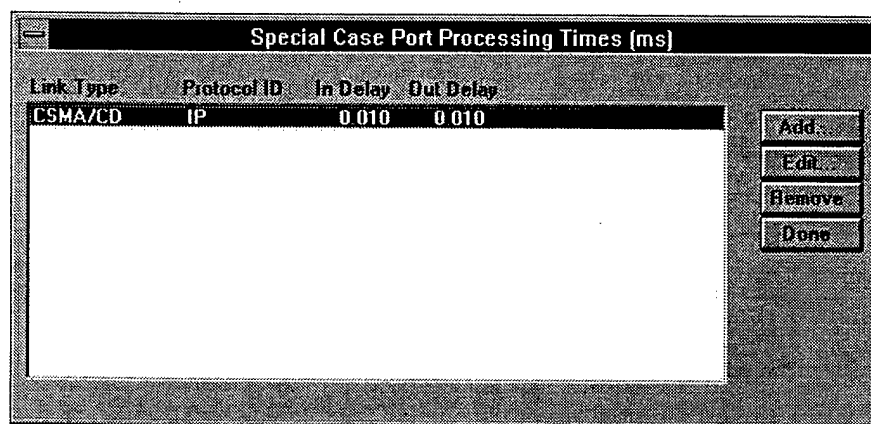 Special Case Port Processing Times (ms)
Link Type Protocol ID In Delay Out Delay
CSMA/CD IP 0.010 0.010
Add...
Edit...
Remove
Done